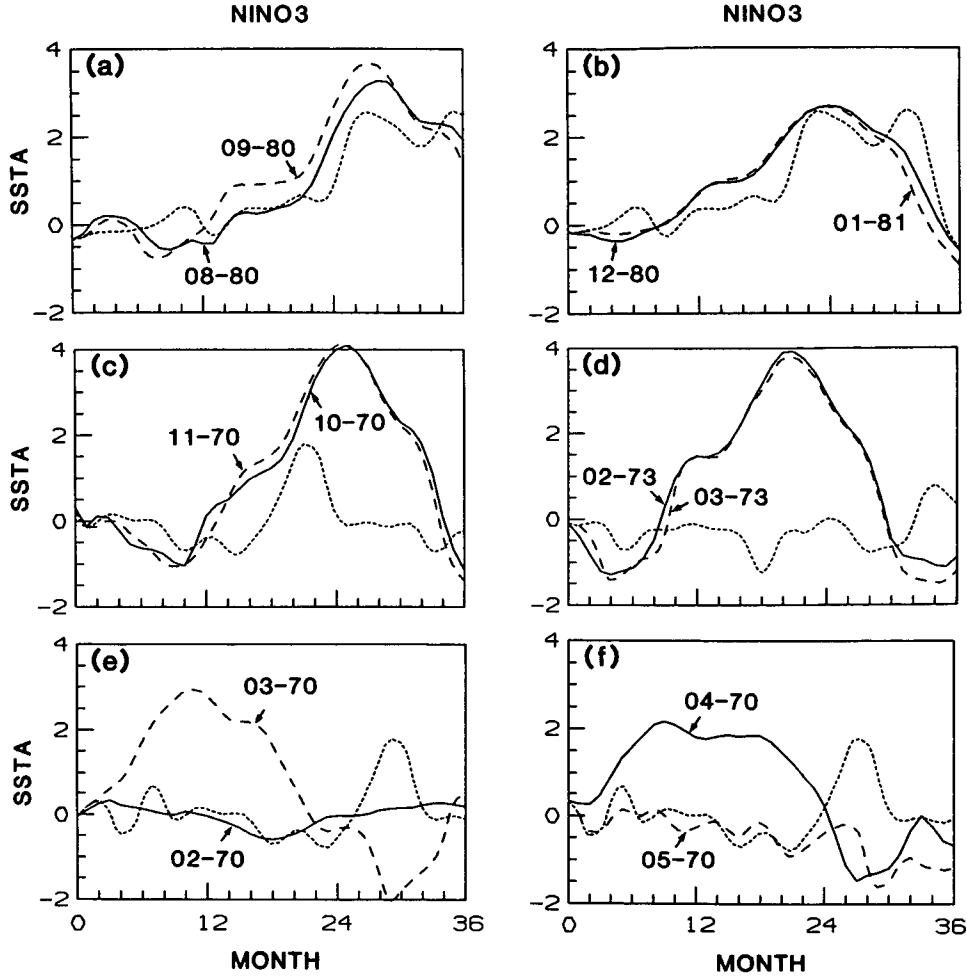 NINO3
NINO3
(a)
(b)
4
2
0
-2
SSTA
09-80
08-80
4
2
0
-2
01-81
12-80
(c)
(d)
4
2
0
-2
SSTA
11-70
10-70
4
2
0
-2
02-73
03-73
(e)
(f)
4
2
0
-2
SSTA
03-70
02-70
4
2
0
-2
04-70
05-70
0 12 24 36
0 12 24 36
MONTH
MONTH